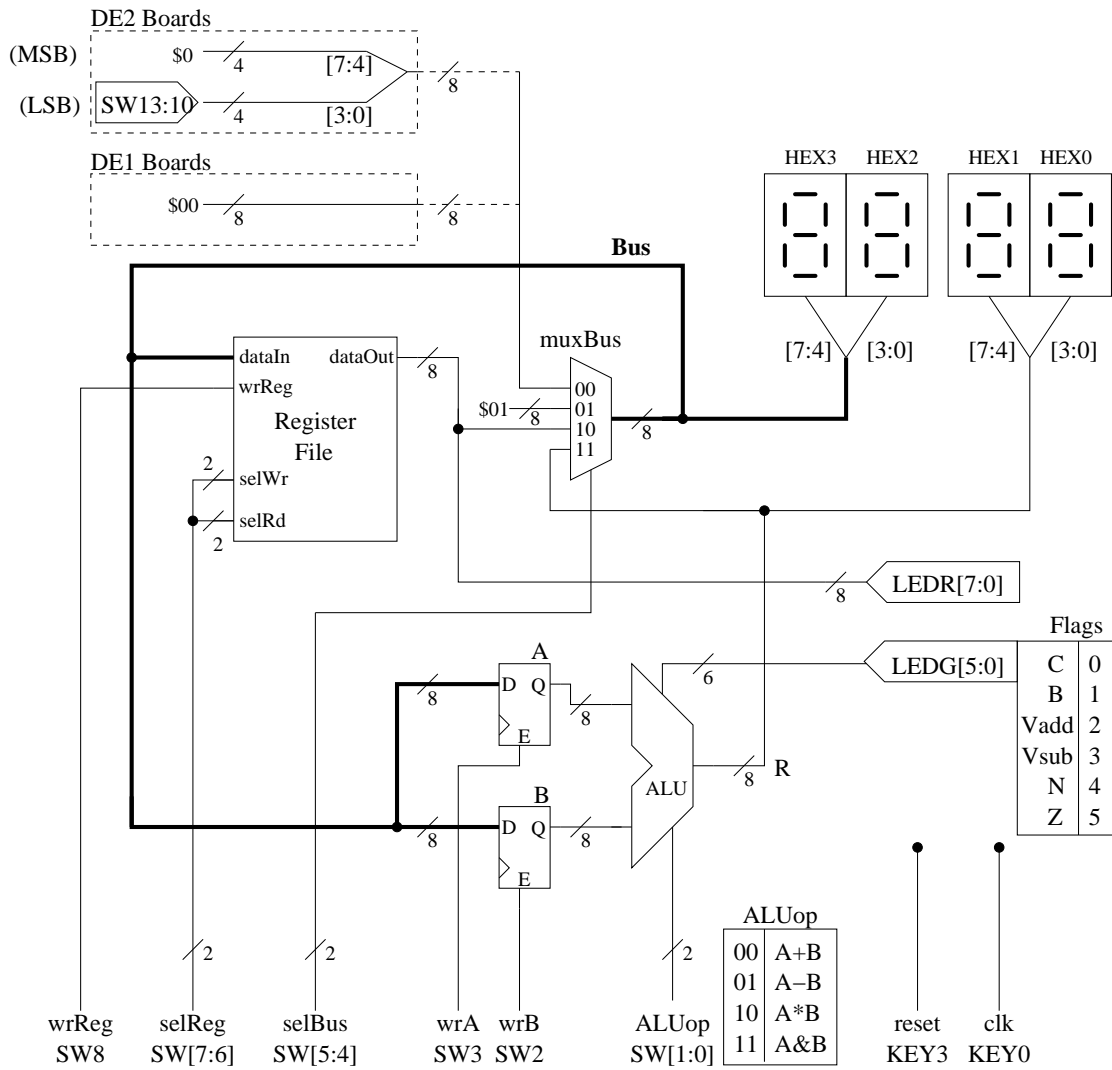 DE2 Boards
(MSB) $0 4 [7:4] 8
(LSB) SW13:10 4 [3:0]
DE1 Boards
$00 8 8
HEX3 HEX2 HEX1 HEX0
Bus
[7:4] [3:0] [7:4] [3:0]
muxBus
dataIn dataOut 8
wrReg
Register
File
2 selWr
selRd
2
00
$01 8 01
10
11
8
8 LEDR[7:0]
6 LEDG[5:0]
Flags
C 0
B 1
Vadd 2
Vsub 3
N 4
Z 5
A
8 D Q 8
E
ALU
8 R
B
8 D Q 8
E
2 2 2
ALUop
00 A+B
01 A−B
10 A*B
11 A&B
wrReg selReg selBus wrA wrB ALUop reset clk
SW8 SW[7:6] SW[5:4] SW3 SW2 SW[1:0] KEY3 KEY0